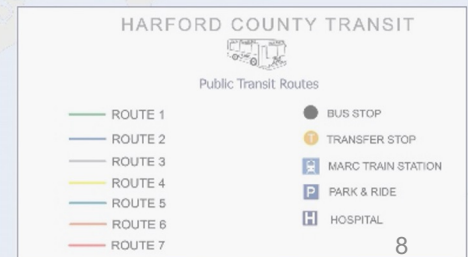 HARFORD COUNTY TRANSIT
Public Transit Routes
ROUTE 1
ROUTE 2
ROUTE 3
ROUTE 4
ROUTE 5
ROUTE 6
ROUTE 7
BUS STOP
T TRANSFER STOP
MARC TRAIN STATION
P PARK & RIDE
H HOSPITAL
8